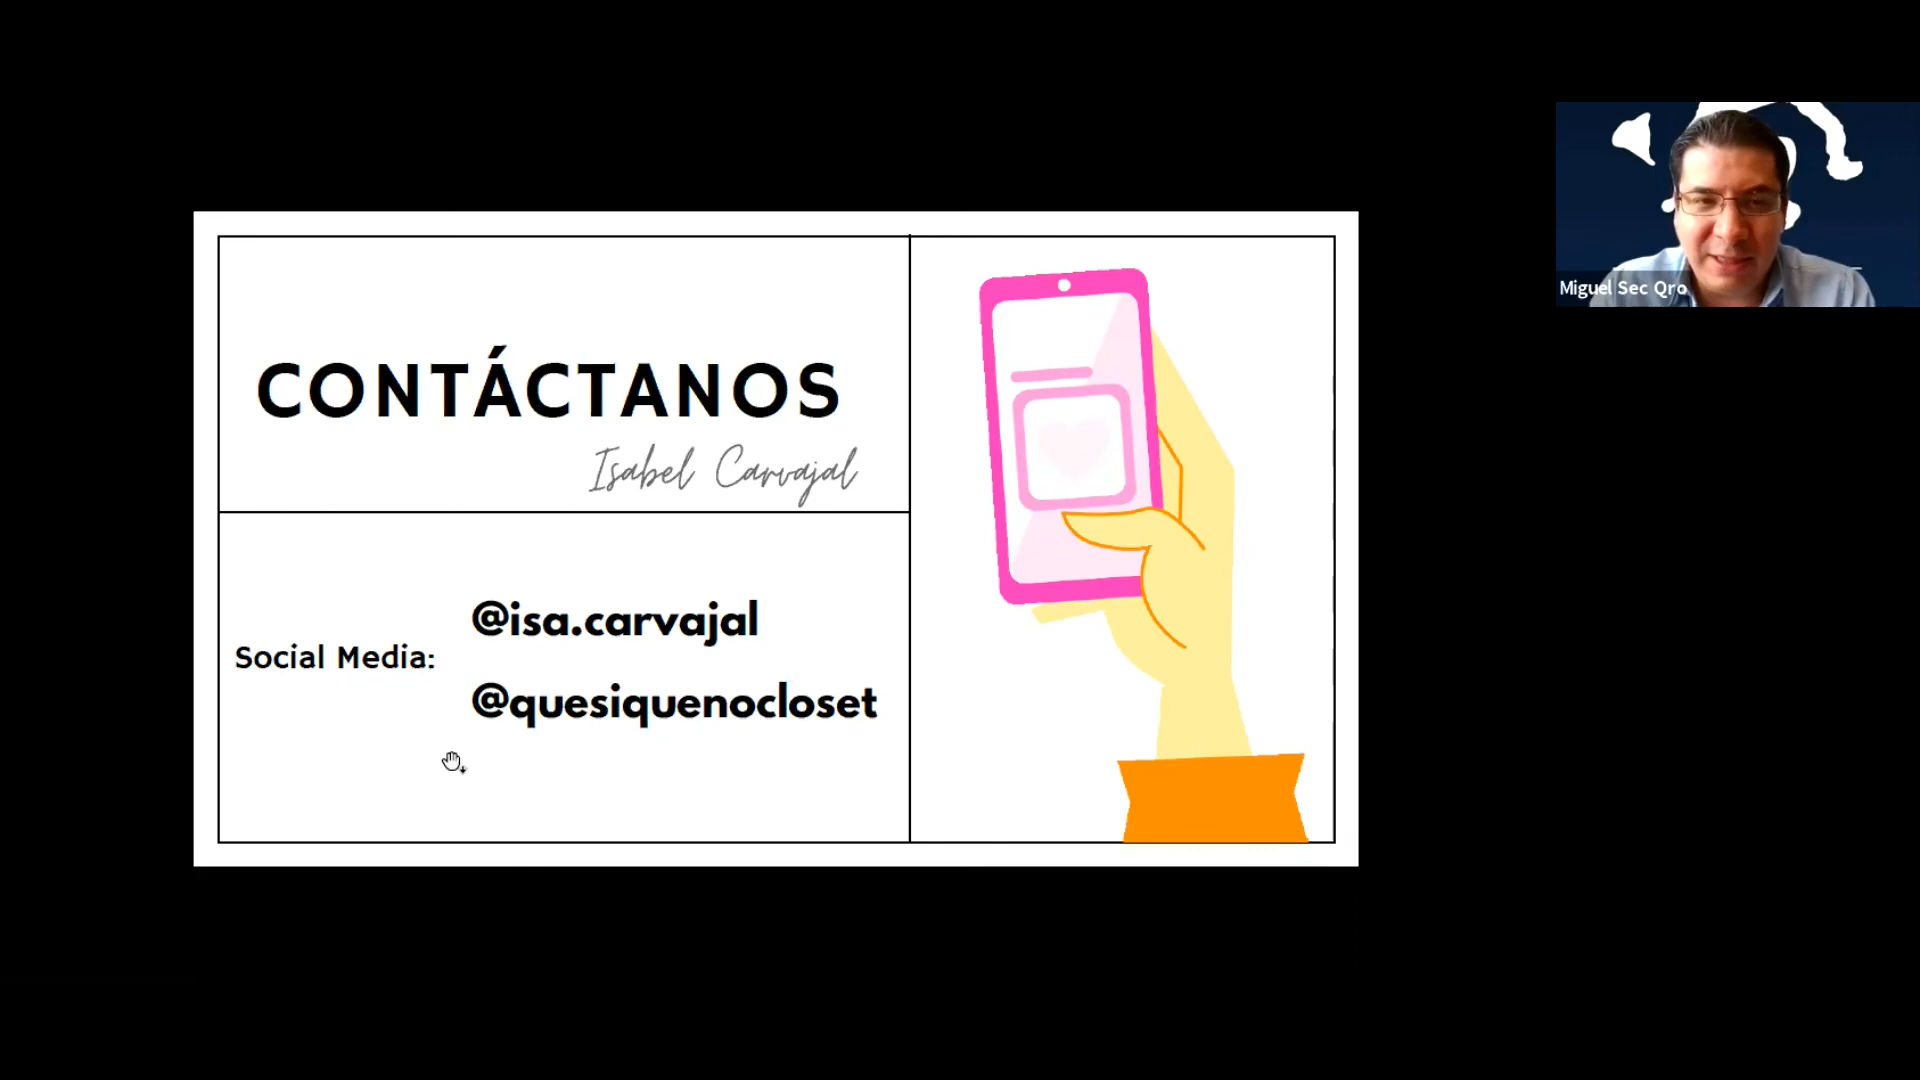 CONTÁCTANOS
Isabel Carvajal
Social Media:
@isa.carvajal
@quesiquenocloset
Miguel Sec Qro